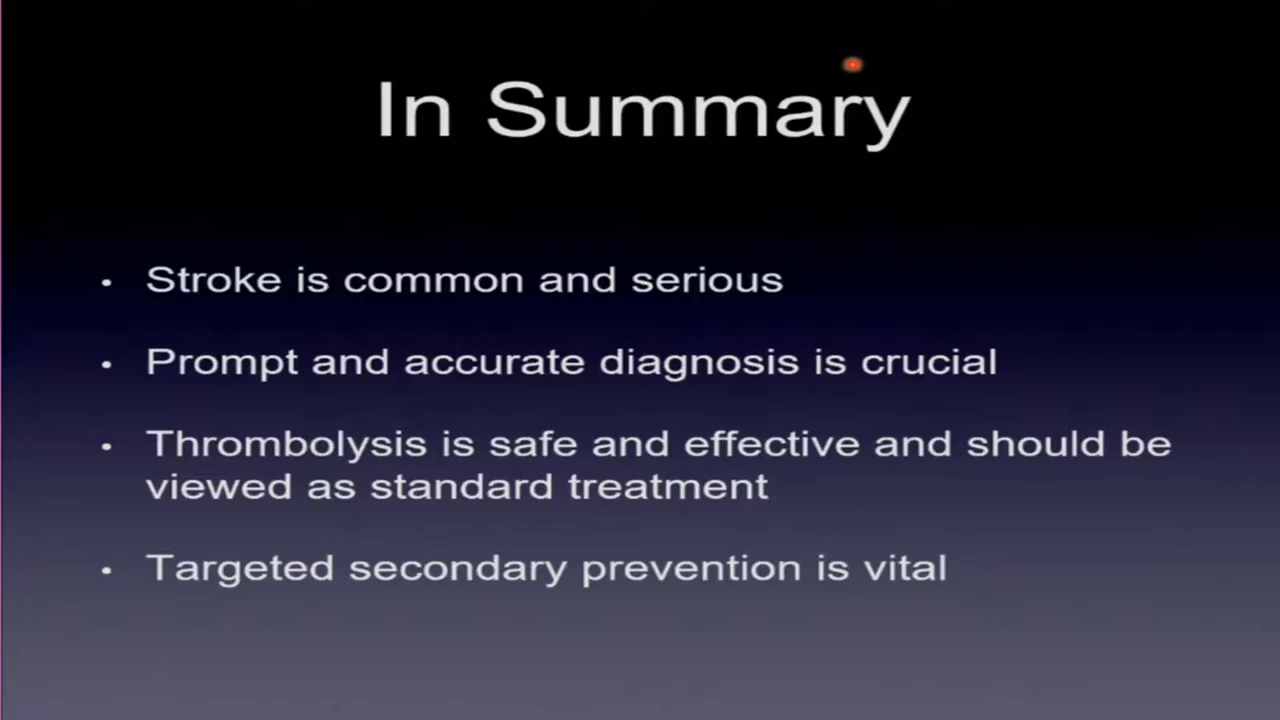 In Summary
• Stroke is common and serious
• Prompt and accurate diagnosis is crucial
• Thrombolysis is safe and effective and should be
viewed as standard treatment
• Targeted secondary prevention is vital